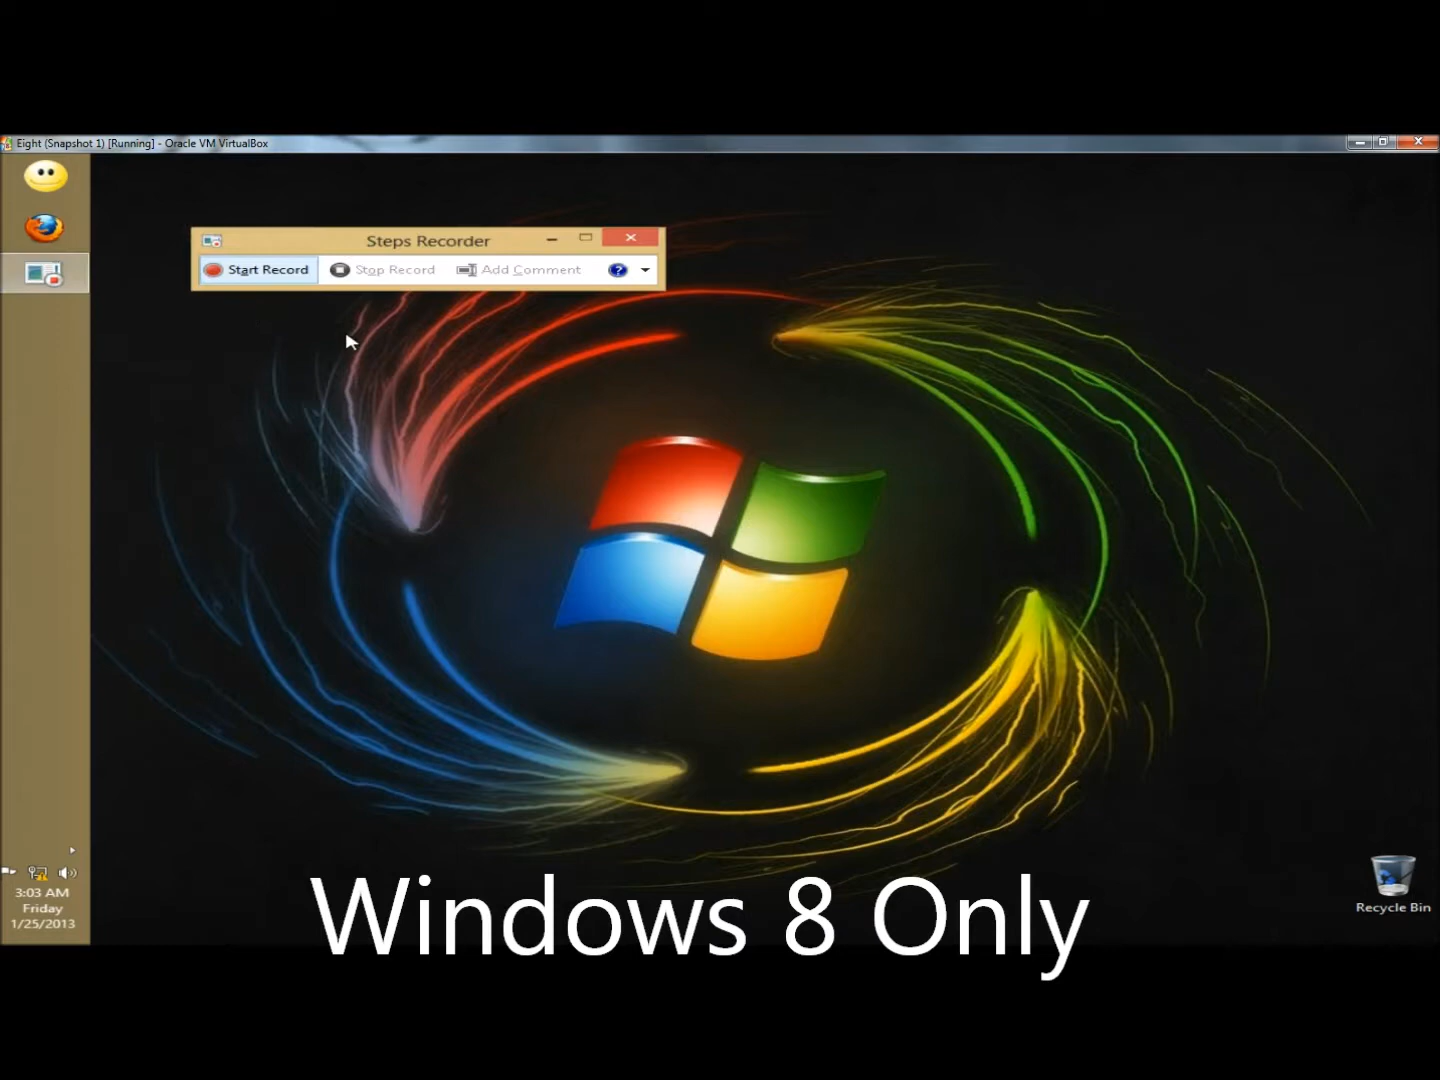 Eight (Snapshot 1) [Running] - Oracle VM VirtualBox
Steps Recorder
Start Record Stop Record Add Comment
3:03 AM
Friday
1/25/2013
Recycle Bin
Windows 8 Only